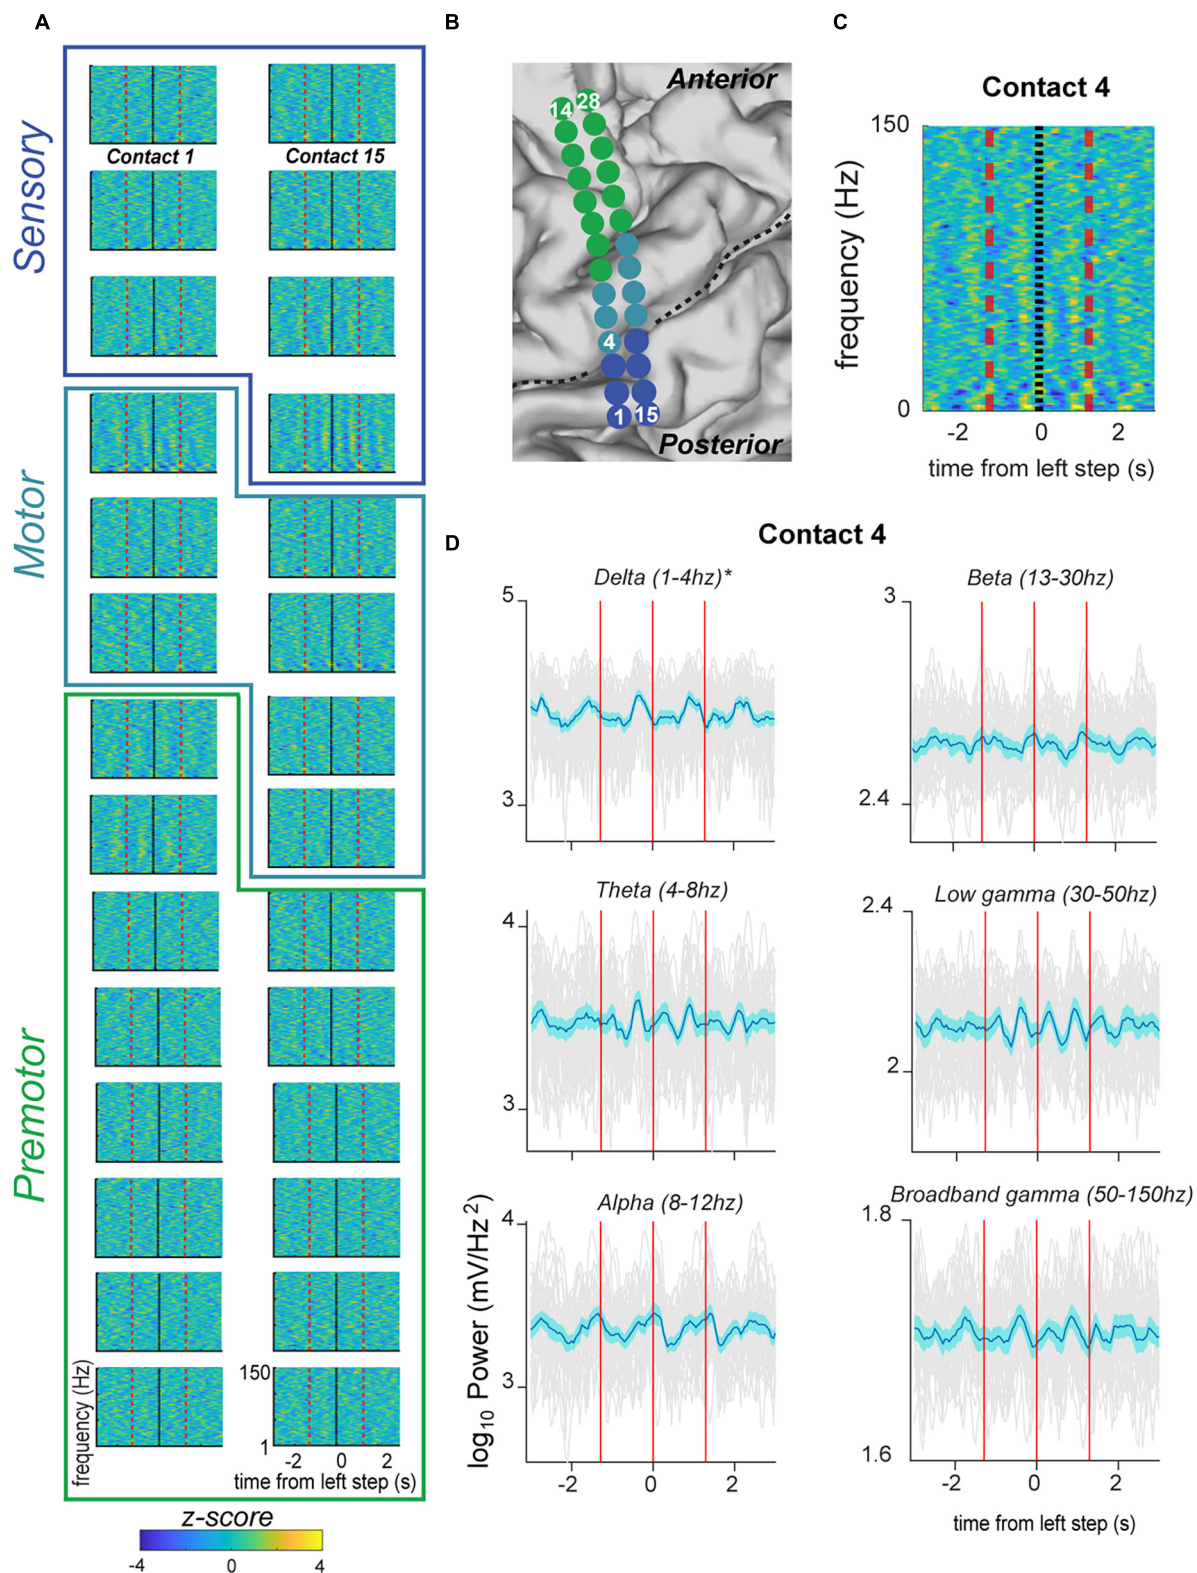 A
Sensory
Contact 1
Contact 15
Motor
Premotor
frequency (Hz)
150
1
-2 0 2
time from left step (s)
z-score
-4 0 4
B
Anterior
14 28
4
1 15
Posterior
C
Contact 4
150
frequency (Hz)
0
-2 0 2
time from left step (s)
D
Contact 4
Delta (1-4hz)*
5
3
Beta (13-30hz)
3
2.4
Theta (4-8hz)
4
3
Low gamma (30-50hz)
2.4
2
Alpha (8-12hz)
4
3
log10 Power (mV/Hz2)
-2 0 2
Broadband gamma (50-150hz)
1.8
1.6
-2 0 2
time from left step (s)